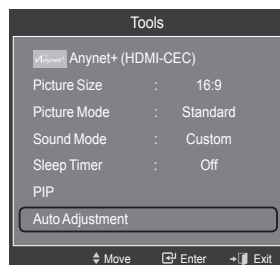 Tools
Anynet+ Anynet+ (HDMI-CEC)
Picture Size : 16:9
Picture Mode : Standard
Sound Mode : Custom
Sleep Timer : Off
PIP
Auto Adjustment
Move Enter Exit